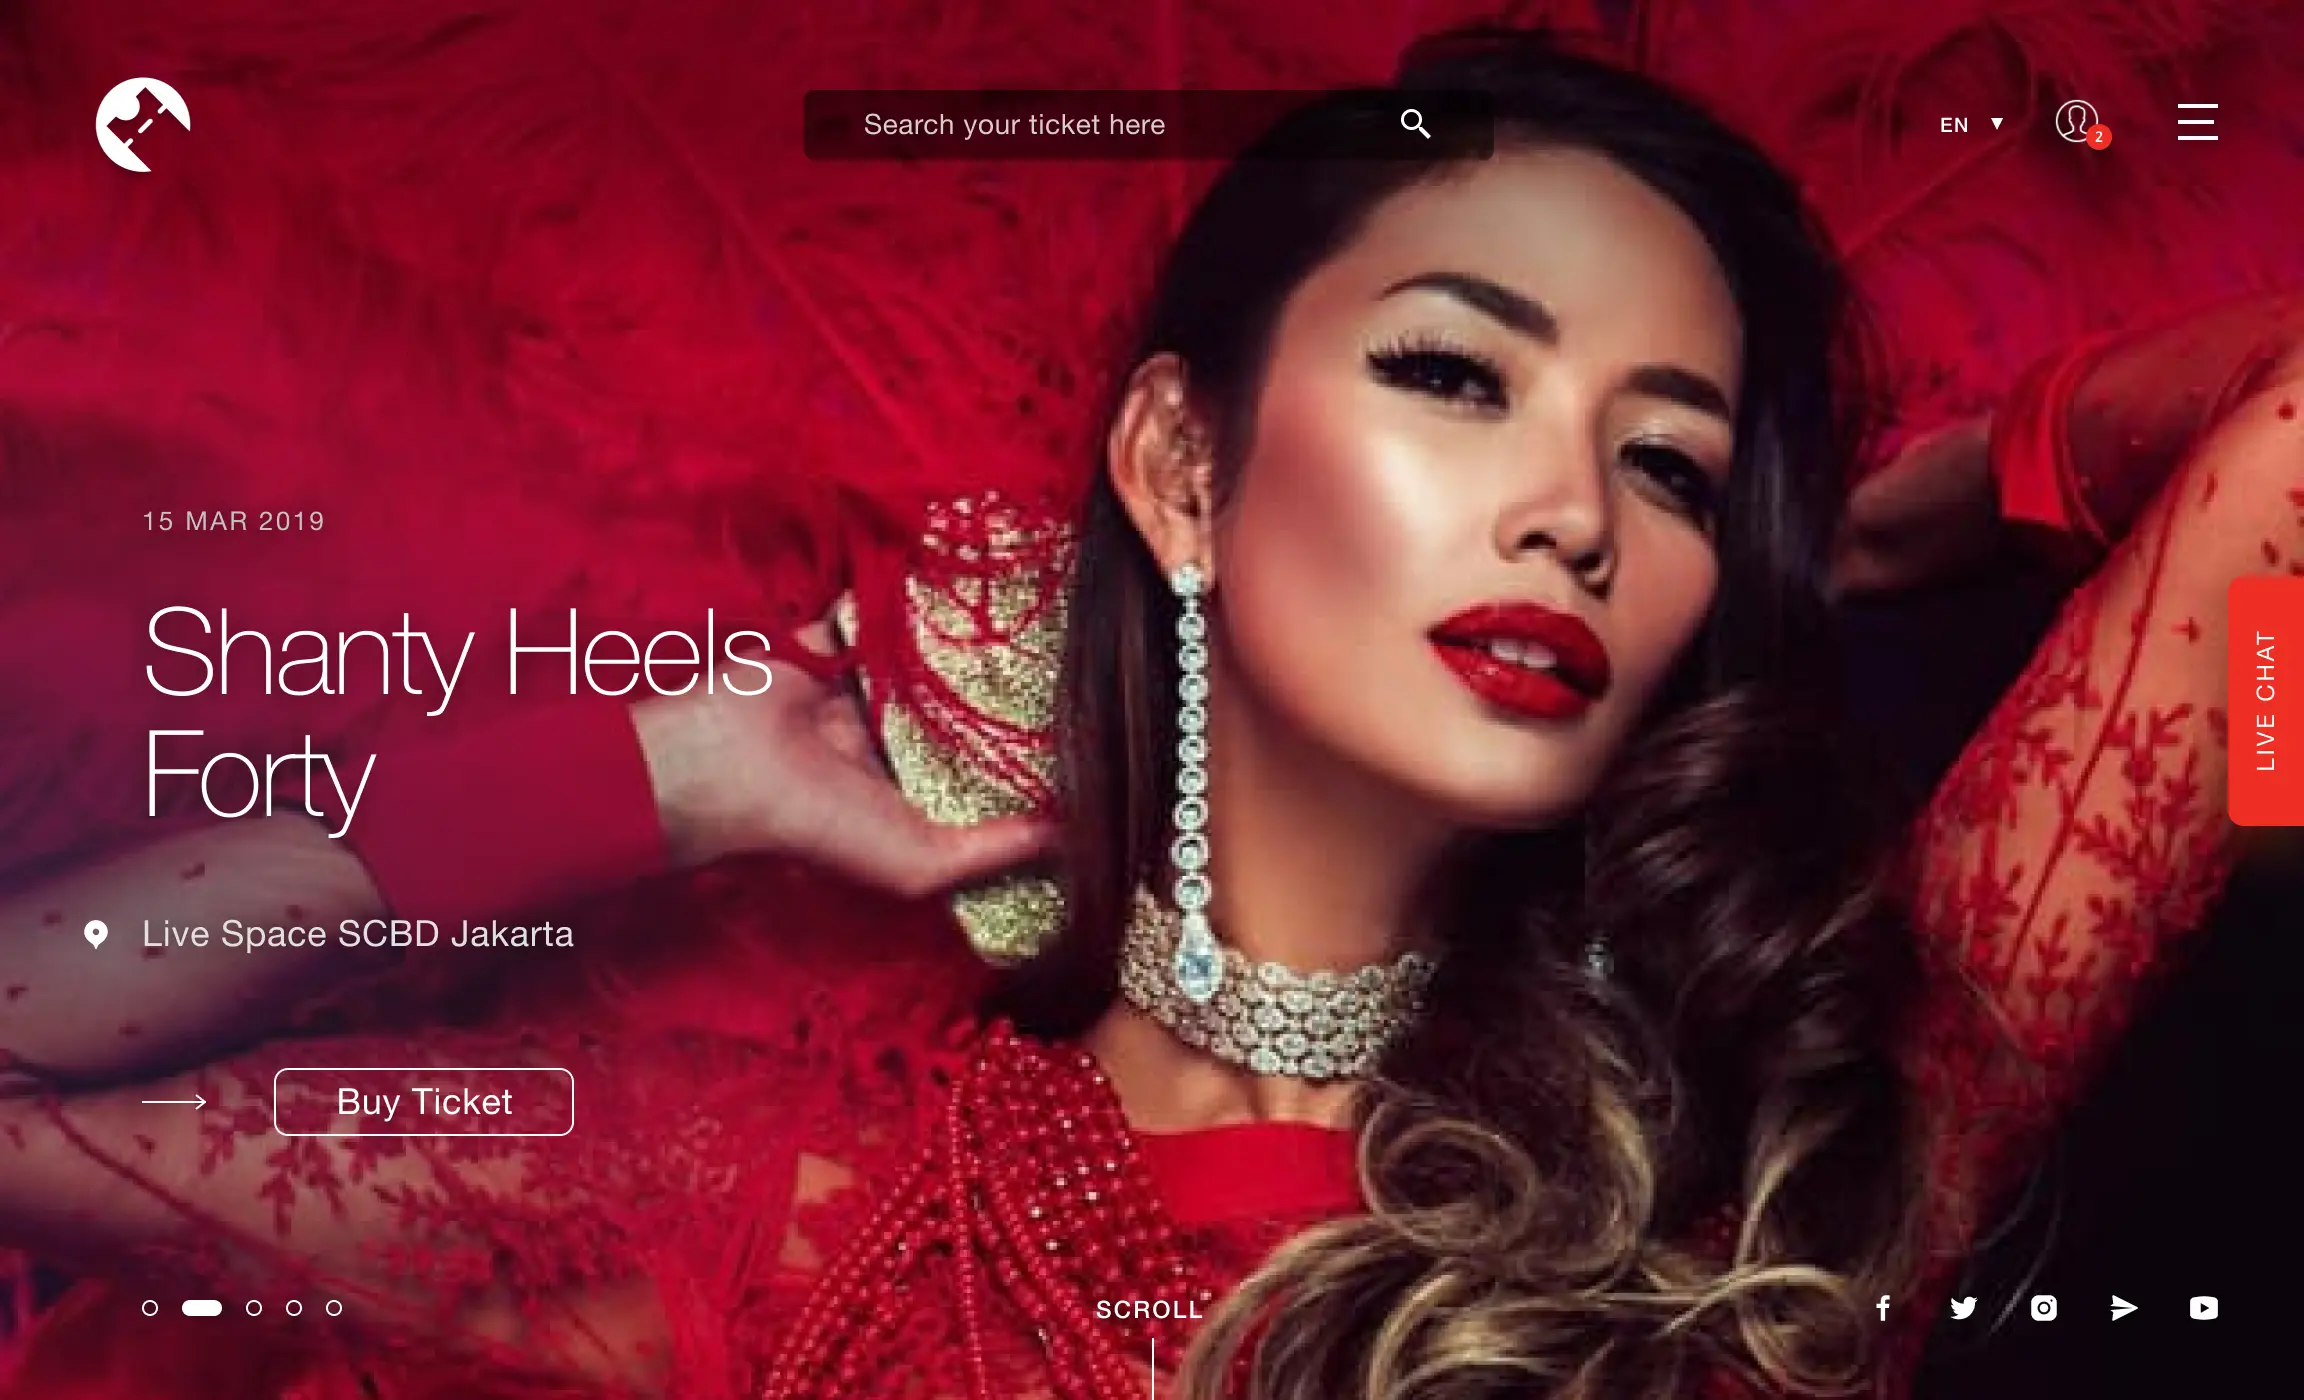 Search your ticket here
EN
2
15 MAR 2019
Shanty Heels
Forty
Live Space SCBD Jakarta
Buy Ticket
LIVE CHAT
SCROLL